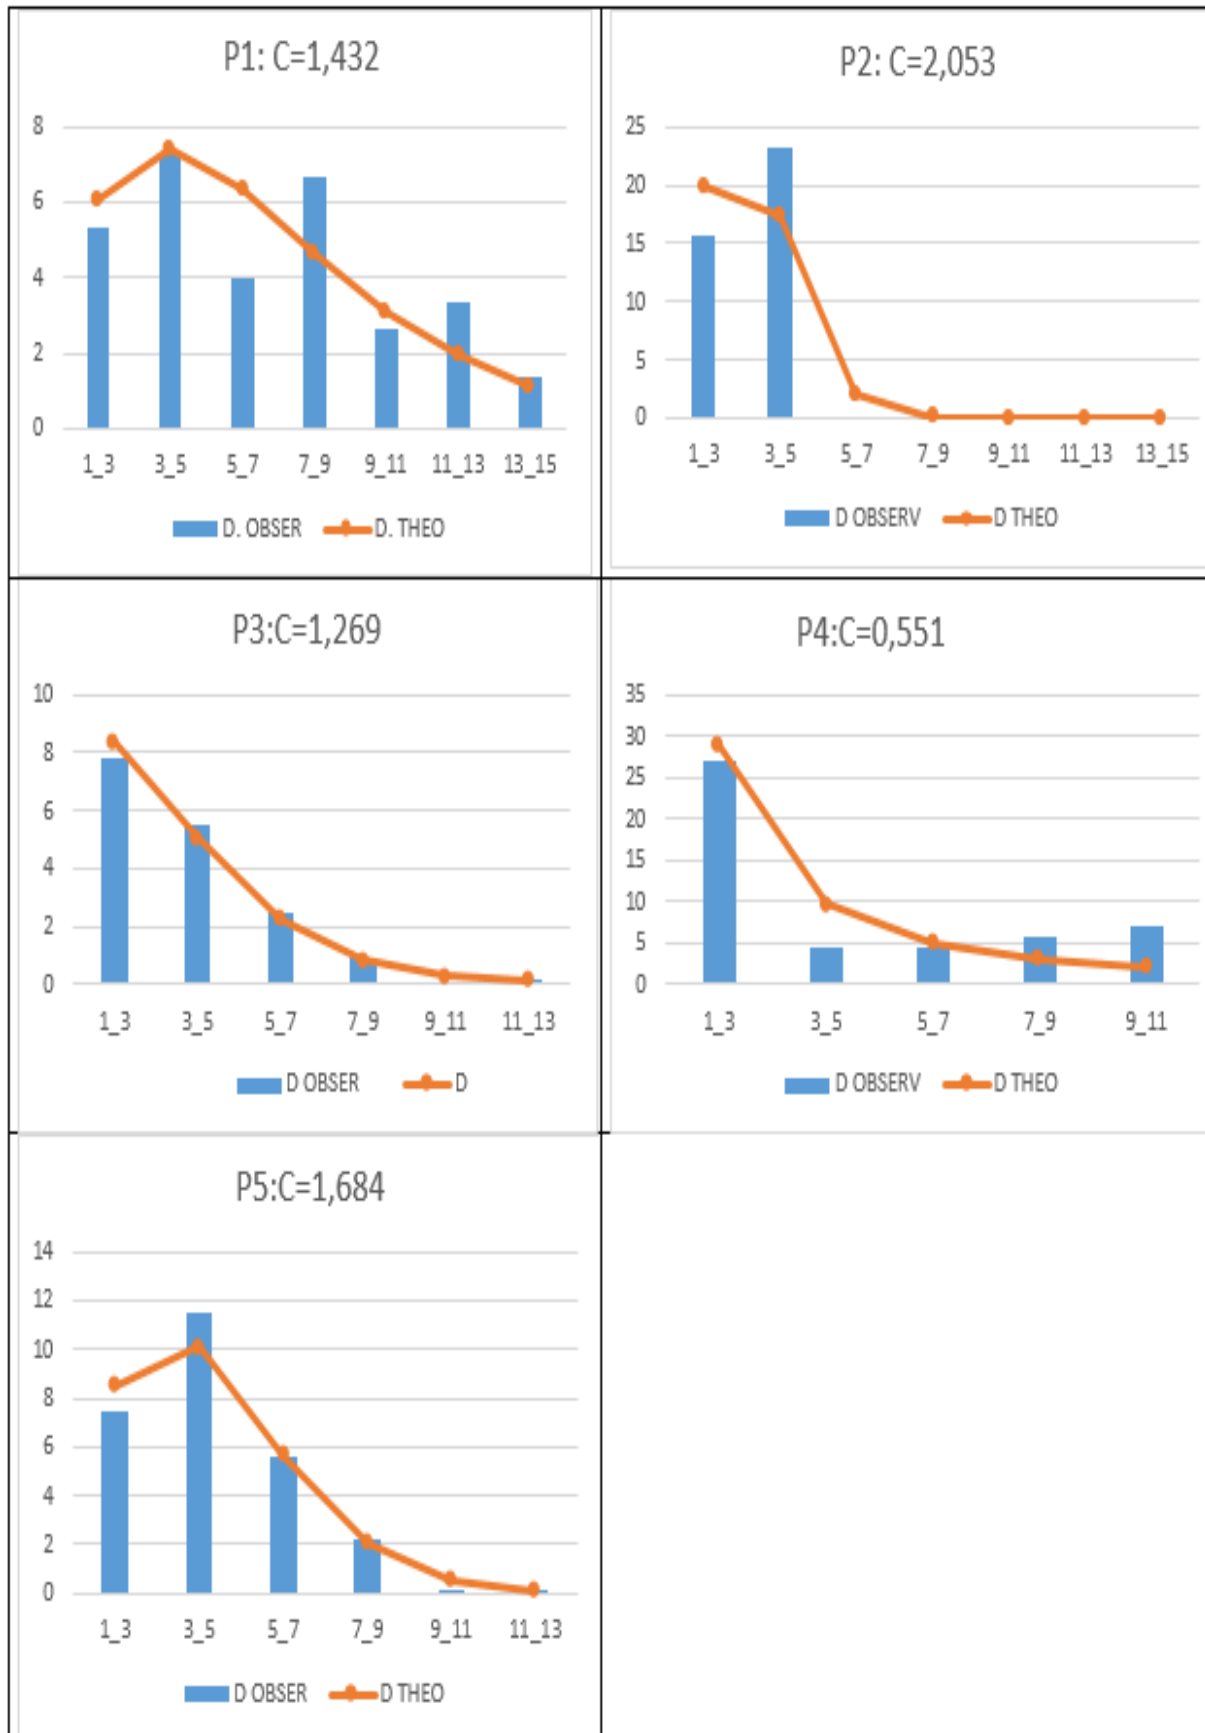 P1: C=1,432
8
6
4
2
0
1_3 3_5 5_7 7_9 9_11 11_13 13_15
D. OBSER D. THEO
P2: C=2,053
25
20
15
10
5
0
1_3 3_5 5_7 7_9 9_11 11_13 13_15
D OBSERV D THEO
P3:C=1,269
10
8
6
4
2
0
1_3 3_5 5_7 7_9 9_11 11_13
D OBSER D
P4:C=0,551
35
30
25
20
15
10
5
0
1_3 3_5 5_7 7_9 9_11
D OBSERV D THEO
P5:C=1,684
14
12
10
8
6
4
2
0
1_3 3_5 5_7 7_9 9_11 11_13
D OBSER D THEO